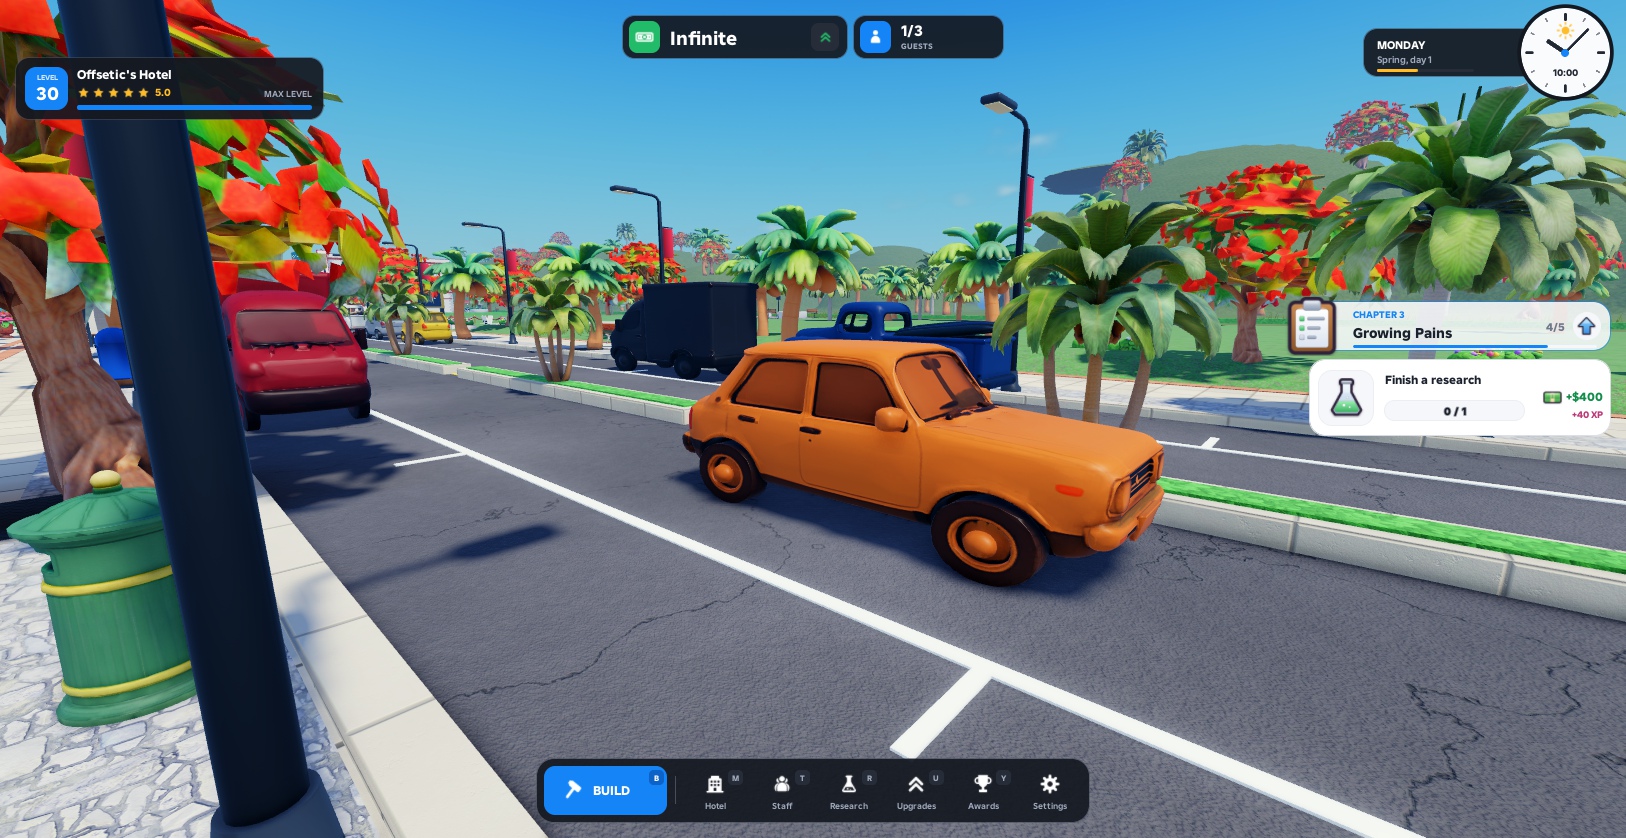 LEVEL
30
Offsetic's Hotel
5.0
MAX LEVEL
Infinite
1/3
GUESTS
MONDAY
Spring, day 1
10:00
CHAPTER 3
Growing Pains
4/5
Finish a research
0 / 1
+$400
+40 XP
BUILD
B
M
Hotel
T
Staff
R
Research
U
Upgrades
Y
Awards
Settings